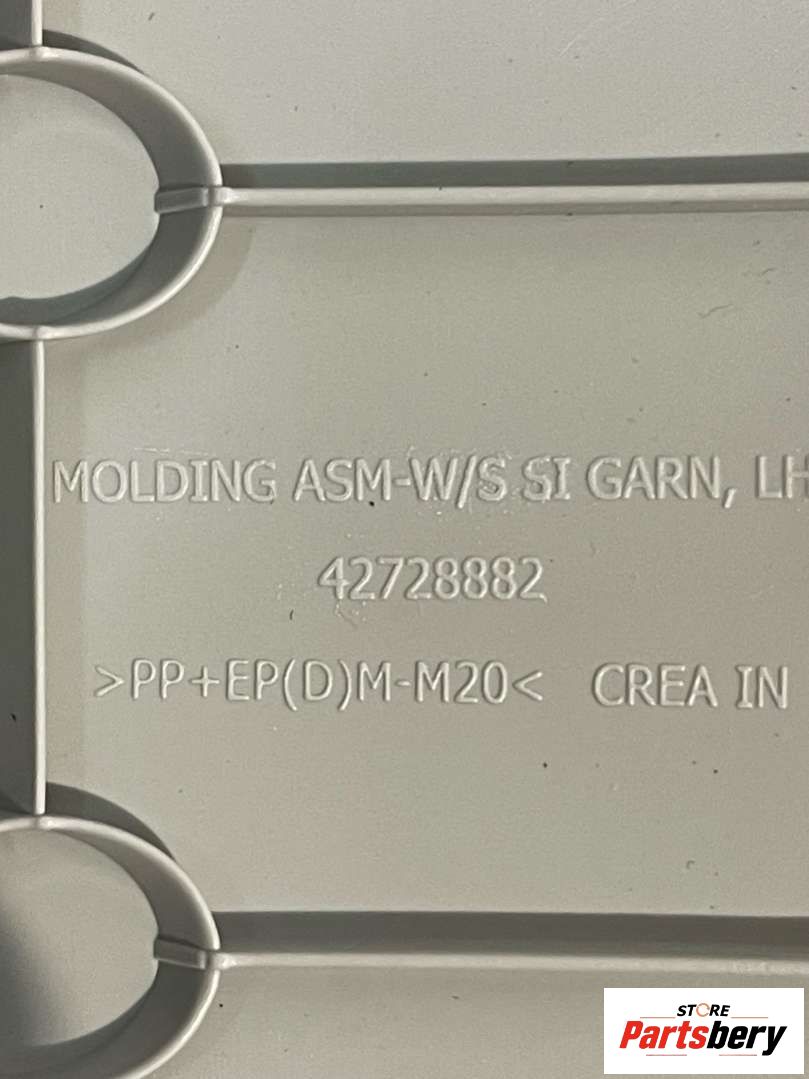 MOLDING ASM-W/S SI GARN, LH
42728882
>PP+EP(D)M-M20< CREA IN
STORE
Partsbery